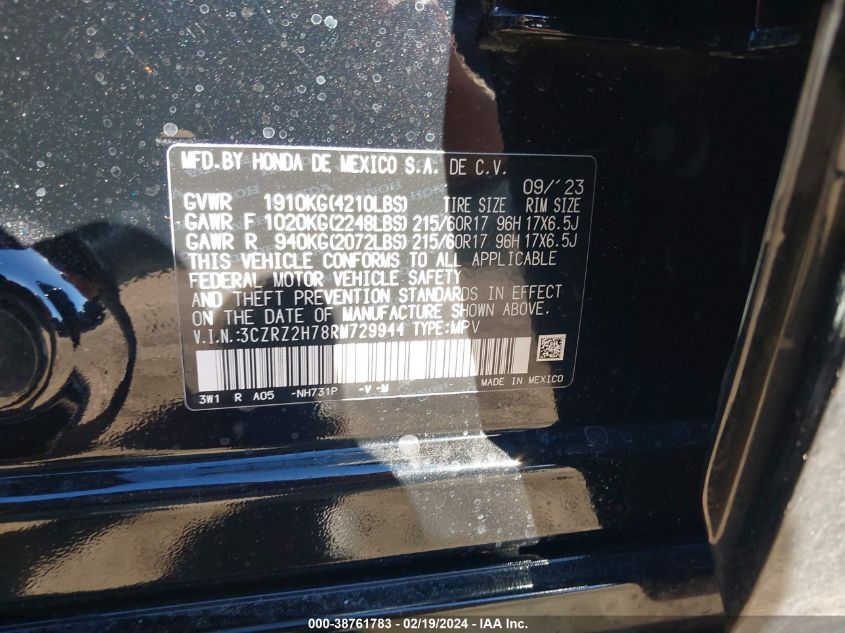 MFD.BY HONDA DE MEXICO S.A. DE C.V.
09/'23
GVWR 1910KG(4210LBS) TIRE SIZE RIM SIZE
GAWR F 1020KG(2248LBS) 215/60R17 96H 17X6.5J
GAWR R 940KG(2072LBS) 215/60R17 96H 17X6.5J
THIS VEHICLE CONFORMS TO ALL APPLICABLE
FEDERAL MOTOR VEHICLE SAFETY
AND THEFT PREVENTION STANDARDS IN EFFECT
ON THE DATE OF MANUFACTURE SHOWN ABOVE.
V.I.N.:3CZRZ2H78RM729944 TYPE:MPV
3W1 R A05 -NH731P -V -M MADE IN MEXICO
000-38761783 - 02/19/2024 - IAA Inc.